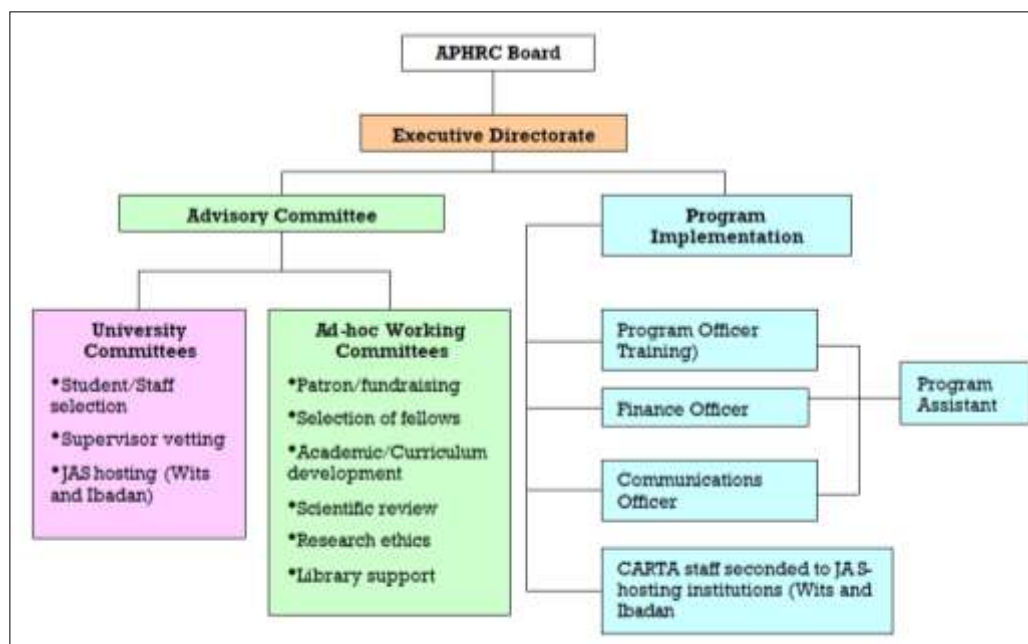 APHRC Board
Executive Directorate
Advisory Committee
Program
Implementation
University
Committees
*Student/Staff
selection
*Supervisor vetting
*JAS hosting (Wits
and Ibadan)
Ad-hoc Working
Committees
*Patron/fundraising
*Selection of fellows
*Academic/Curriculum
development
*Scientific review
*Research ethics
*Library support
Program Officer
Training)
Finance Officer
Communications
Officer
CARTA staff seconded to JAS-
hosting institutions (Wits and
Ibadan
Program
Assistant